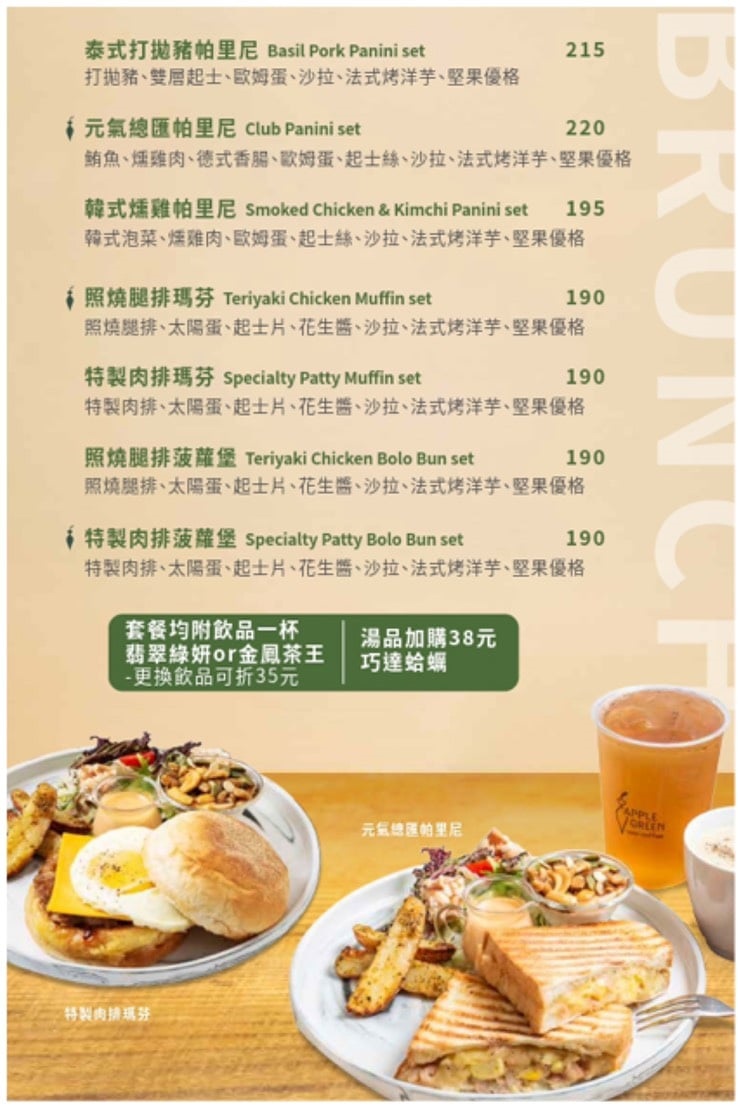 泰式打拋豬帕里尼 Basil Pork Panini set 215
打拋豬、雙層起士、歐姆蛋、沙拉、法式烤洋芋、堅果優格
元氣總匯帕里尼 Club Panini set 220
鮪魚、燻雞肉、德式香腸、歐姆蛋、起士絲、沙拉、法式烤洋芋、堅果優格
韓式燻雞帕里尼 Smoked Chicken & Kimchi Panini set 195
韓式泡菜、燻雞肉、歐姆蛋、起士絲、沙拉、法式烤洋芋、堅果優格
照燒腿排瑪芬 Teriyaki Chicken Muffin set 190
照燒腿排、太陽蛋、起士片、花生醬、沙拉、法式烤洋芋、堅果優格
特製肉排瑪芬 Specialty Patty Muffin set 190
特製肉排、太陽蛋、起士片、花生醬、沙拉、法式烤洋芋、堅果優格
照燒腿排菠蘿堡 Teriyaki Chicken Bolo Bun set 190
照燒腿排、太陽蛋、起士片、花生醬、沙拉、法式烤洋芋、堅果優格
特製肉排菠蘿堡 Specialty Patty Bolo Bun set 190
特製肉排、太陽蛋、起士片、花生醬、沙拉、法式烤洋芋、堅果優格
BRUNCH
套餐均附飲品一杯
翡翠綠妍or金鳳茶王
-更換飲品可折35元
湯品加購38元
巧達蛤蠣
元氣總匯帕里尼
APPLE
GREEN
特製肉排瑪芬